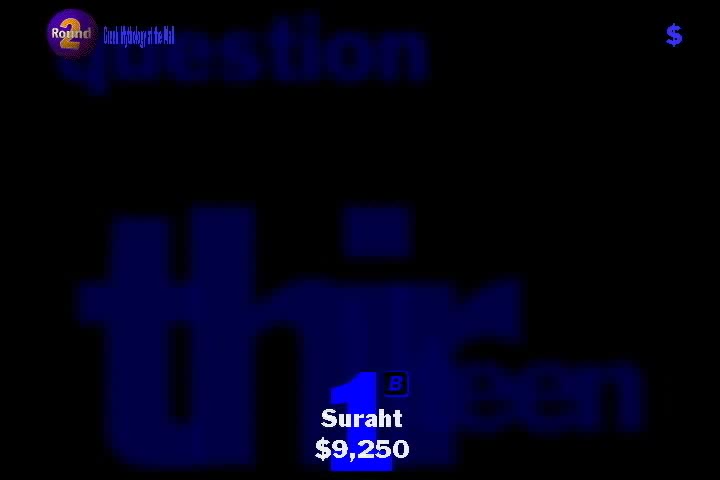 Round 2
Greek Mythology at the Mall
$
question
thirteen
1
B
Suraht
$9,250